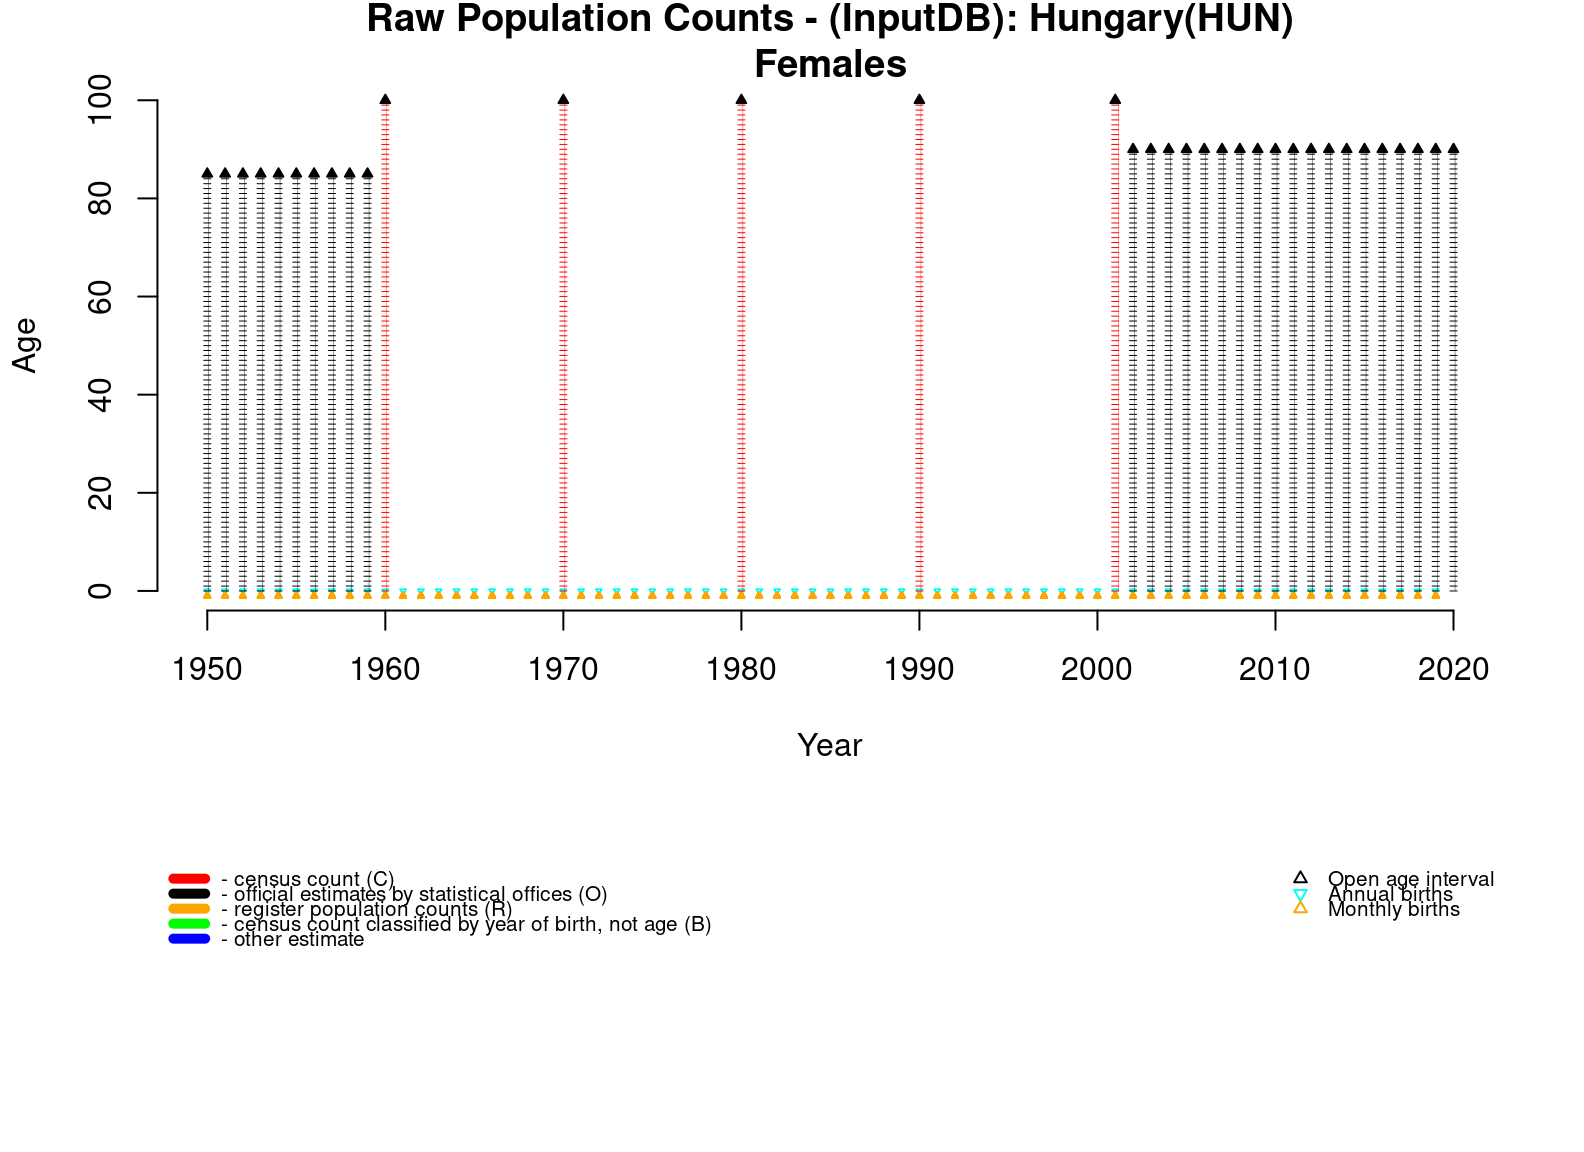 Raw Population Counts - (InputDB): Hungary(HUN)
Females
100
80
60
40
20
0
Age
1950 1960 1970 1980 1990 2000 2010 2020
Year
- census count (C)
- official estimates by statistical offices (O)
- register population counts (R)
- census count classified by year of birth, not age (B)
- other estimate
Open age interval
Annual births
Monthly births